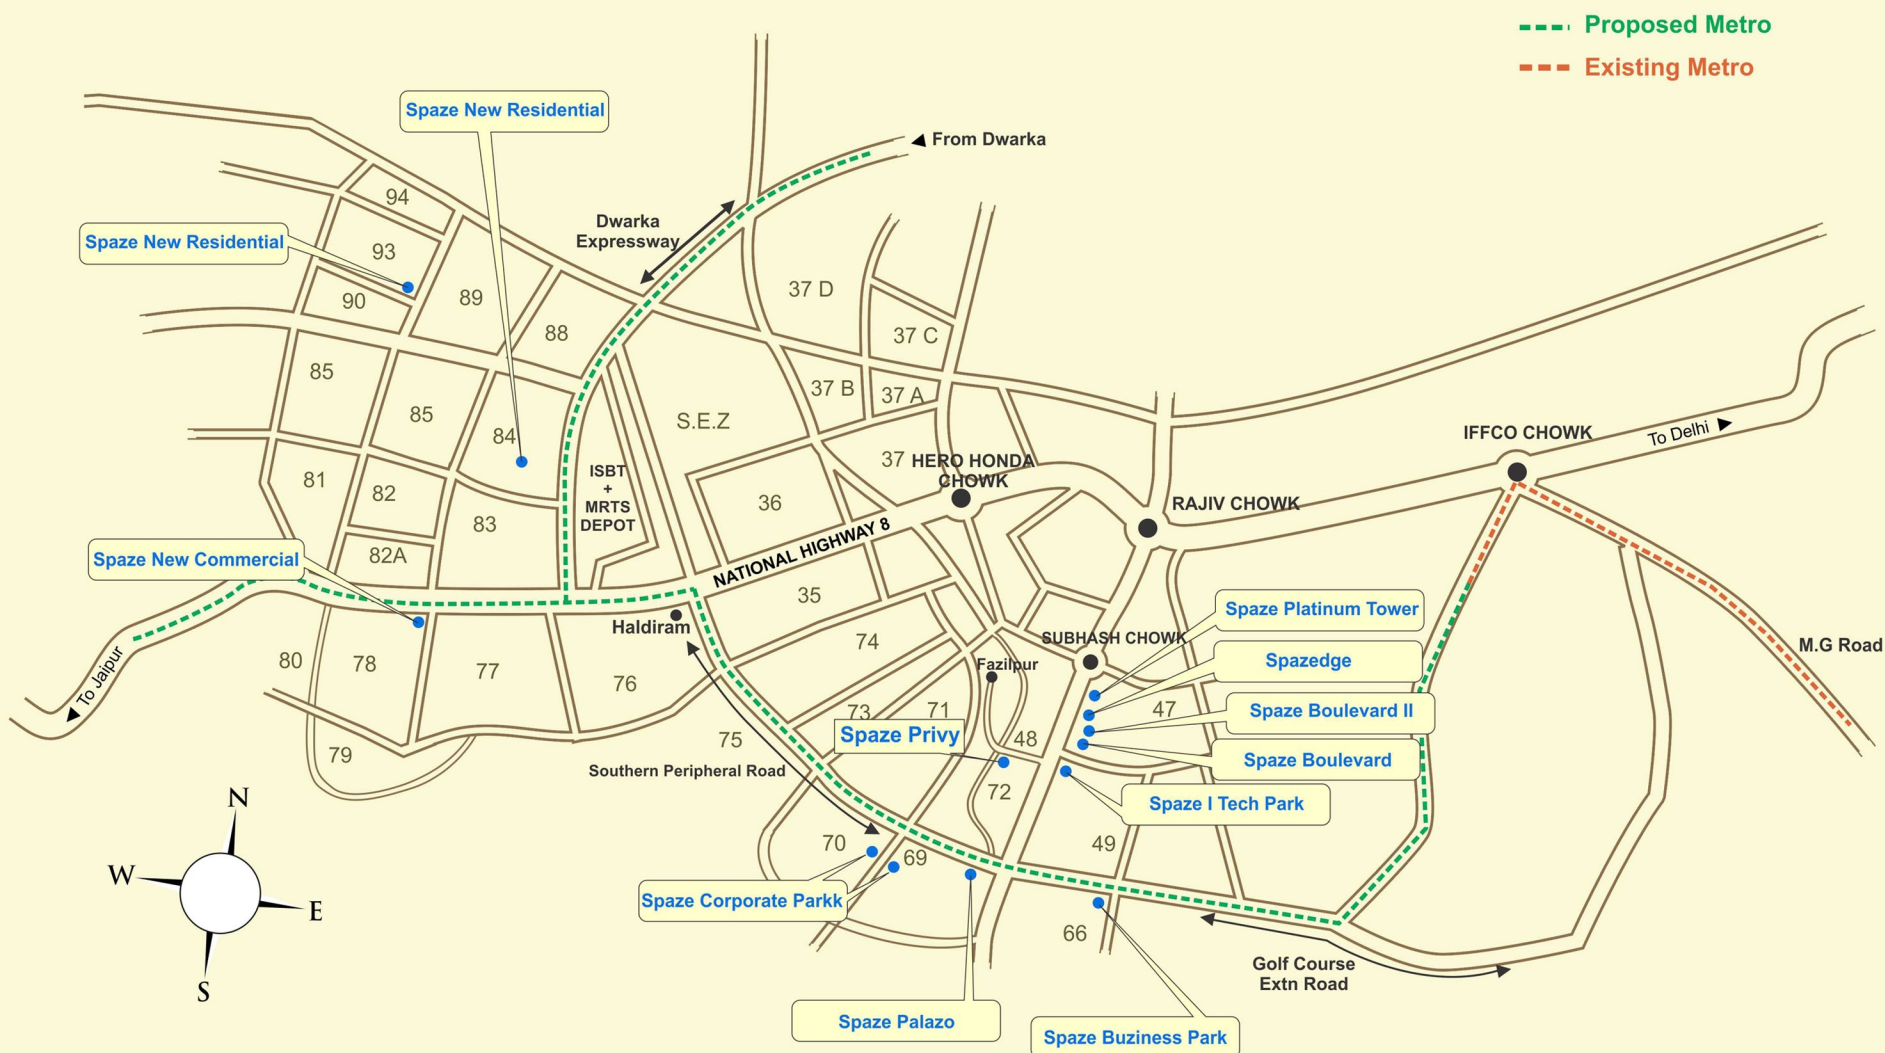 Proposed Metro
Existing Metro
Spaze New Residential
From Dwarka
94
Dwarka
Expressway
Spaze New Residential
93
90
89
88
37 D
37 C
85
37 B
37 A
85
84
S.E.Z
IFFCO CHOWK
To Delhi
37
HERO HONDA
CHOWK
81
82
ISBT
+
MRTS
DEPOT
36
RAJIV CHOWK
83
82A
NATIONAL HIGHWAY 8
Spaze New Commercial
35
Spaze Platinum Tower
Haldiram
74
SUBHASH CHOWK
M.G Road
Fazilpur
Spazedge
80
78
77
76
To Jaipur
73
71
47
Spaze Boulevard II
Spaze Privy
48
75
79
Southern Peripheral Road
Spaze Boulevard
72
Spaze I Tech Park
N
W
E
S
70
69
49
Spaze Corporate Parkk
66
Golf Course
Extn Road
Spaze Palazo
Spaze Buziness Park